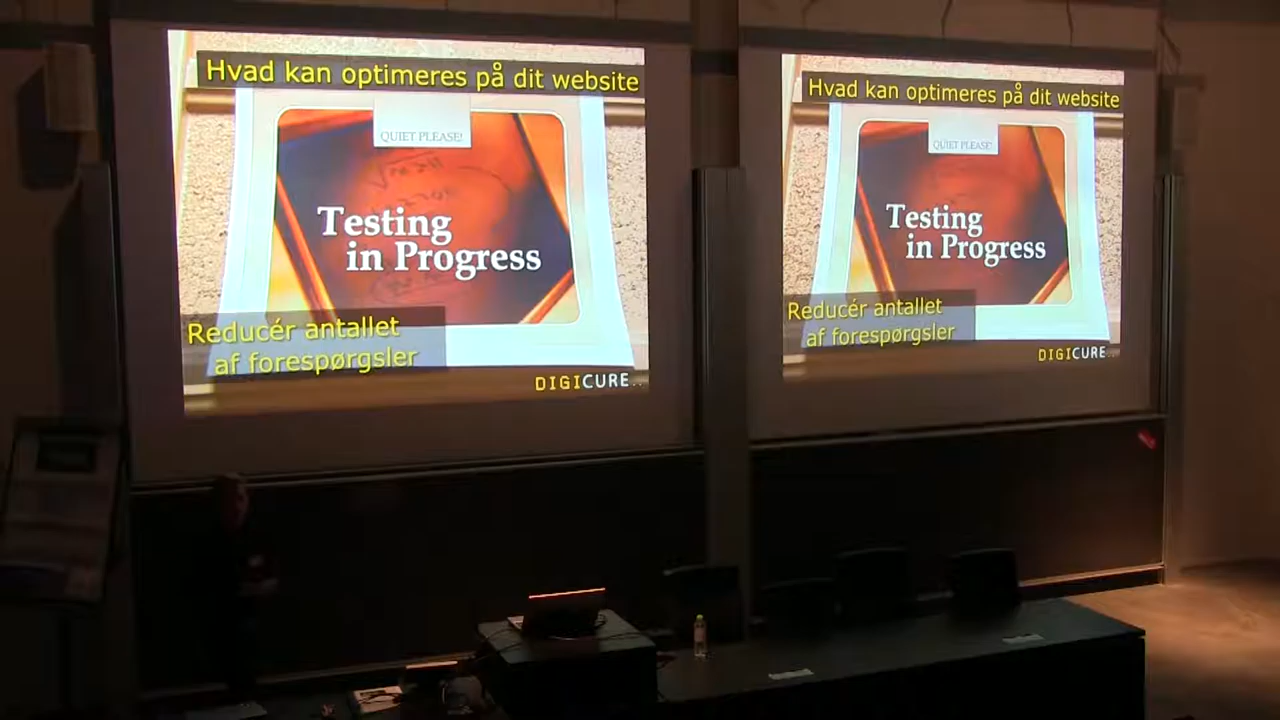 Hvad kan optimeres på dit website
QUIET PLEASE!
Testing
in Progress
Reducér antallet
af forespørgsler
DIGICURE..
Hvad kan optimeres på dit website
QUIET PLEASE!
Testing
in Progress
Reducér antallet
af forespørgsler
DIGICURE..